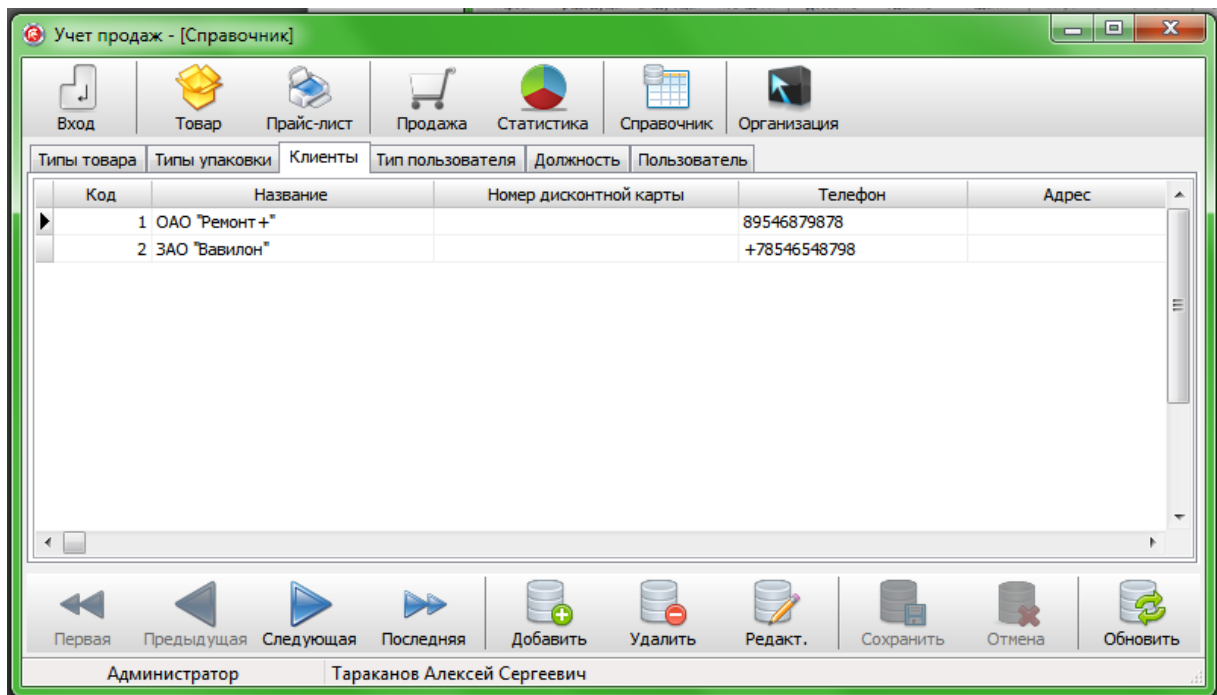 Учет продаж - [Справочник]
Вход Товар Прайс-лист Продажа Статистика Справочник Организация
Типы товара Типы упаковки Клиенты Тип пользователя Должность Пользователь
Код Название Номер дисконтной карты Телефон Адрес
1 ОАО "Ремонт+" 89546879878
2 ЗАО "Вавилон" +78546548798
Первая Предыдущая Следующая Последняя Добавить Удалить Редакт. Сохранить Отмена Обновить
Администратор Тараканов Алексей Сергеевич